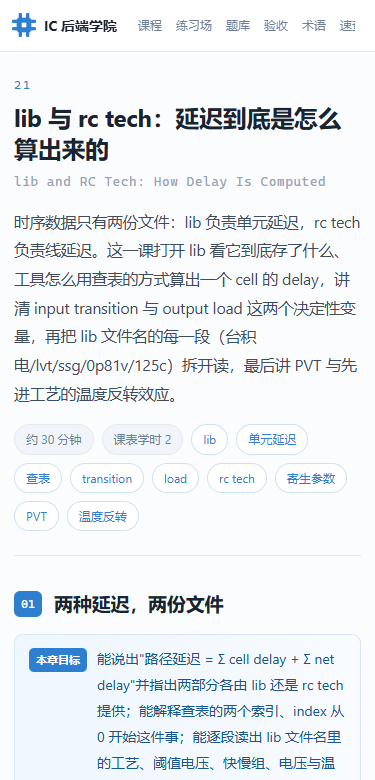 IC 后端学院 课程 练习场 题库 验收 术语
21
lib 与 rc tech：延迟到底是怎么
算出来的
lib and RC Tech: How Delay Is Computed
时序数据只有两份文件：lib 负责单元延迟，rc tech
负责线延迟。这一课打开 lib 看它到底存了什么、
工具怎么用查表的方式算出一个 cell 的 delay，讲
清 input transition 与 output load 这两个决定性变
量，再把 lib 文件名的每一段（台积
电/lvt/ssg/0p81v/125c）拆开读，最后讲 PVT 与先
进工艺的温度反转效应。
约 30 分钟 课表学时 2 lib 单元延迟
查表 transition load rc tech 寄生参数
PVT 温度反转
01 两种延迟，两份文件
本章目标 能说出"路径延迟 = Σ cell delay + Σ net
delay"并指出两部分各由 lib 还是 rc tech
提供；能解释查表的两个索引、index 从
0 开始这件事；能逐段读出 lib 文件名里
的工艺、阈值电压、快慢组、电压与温